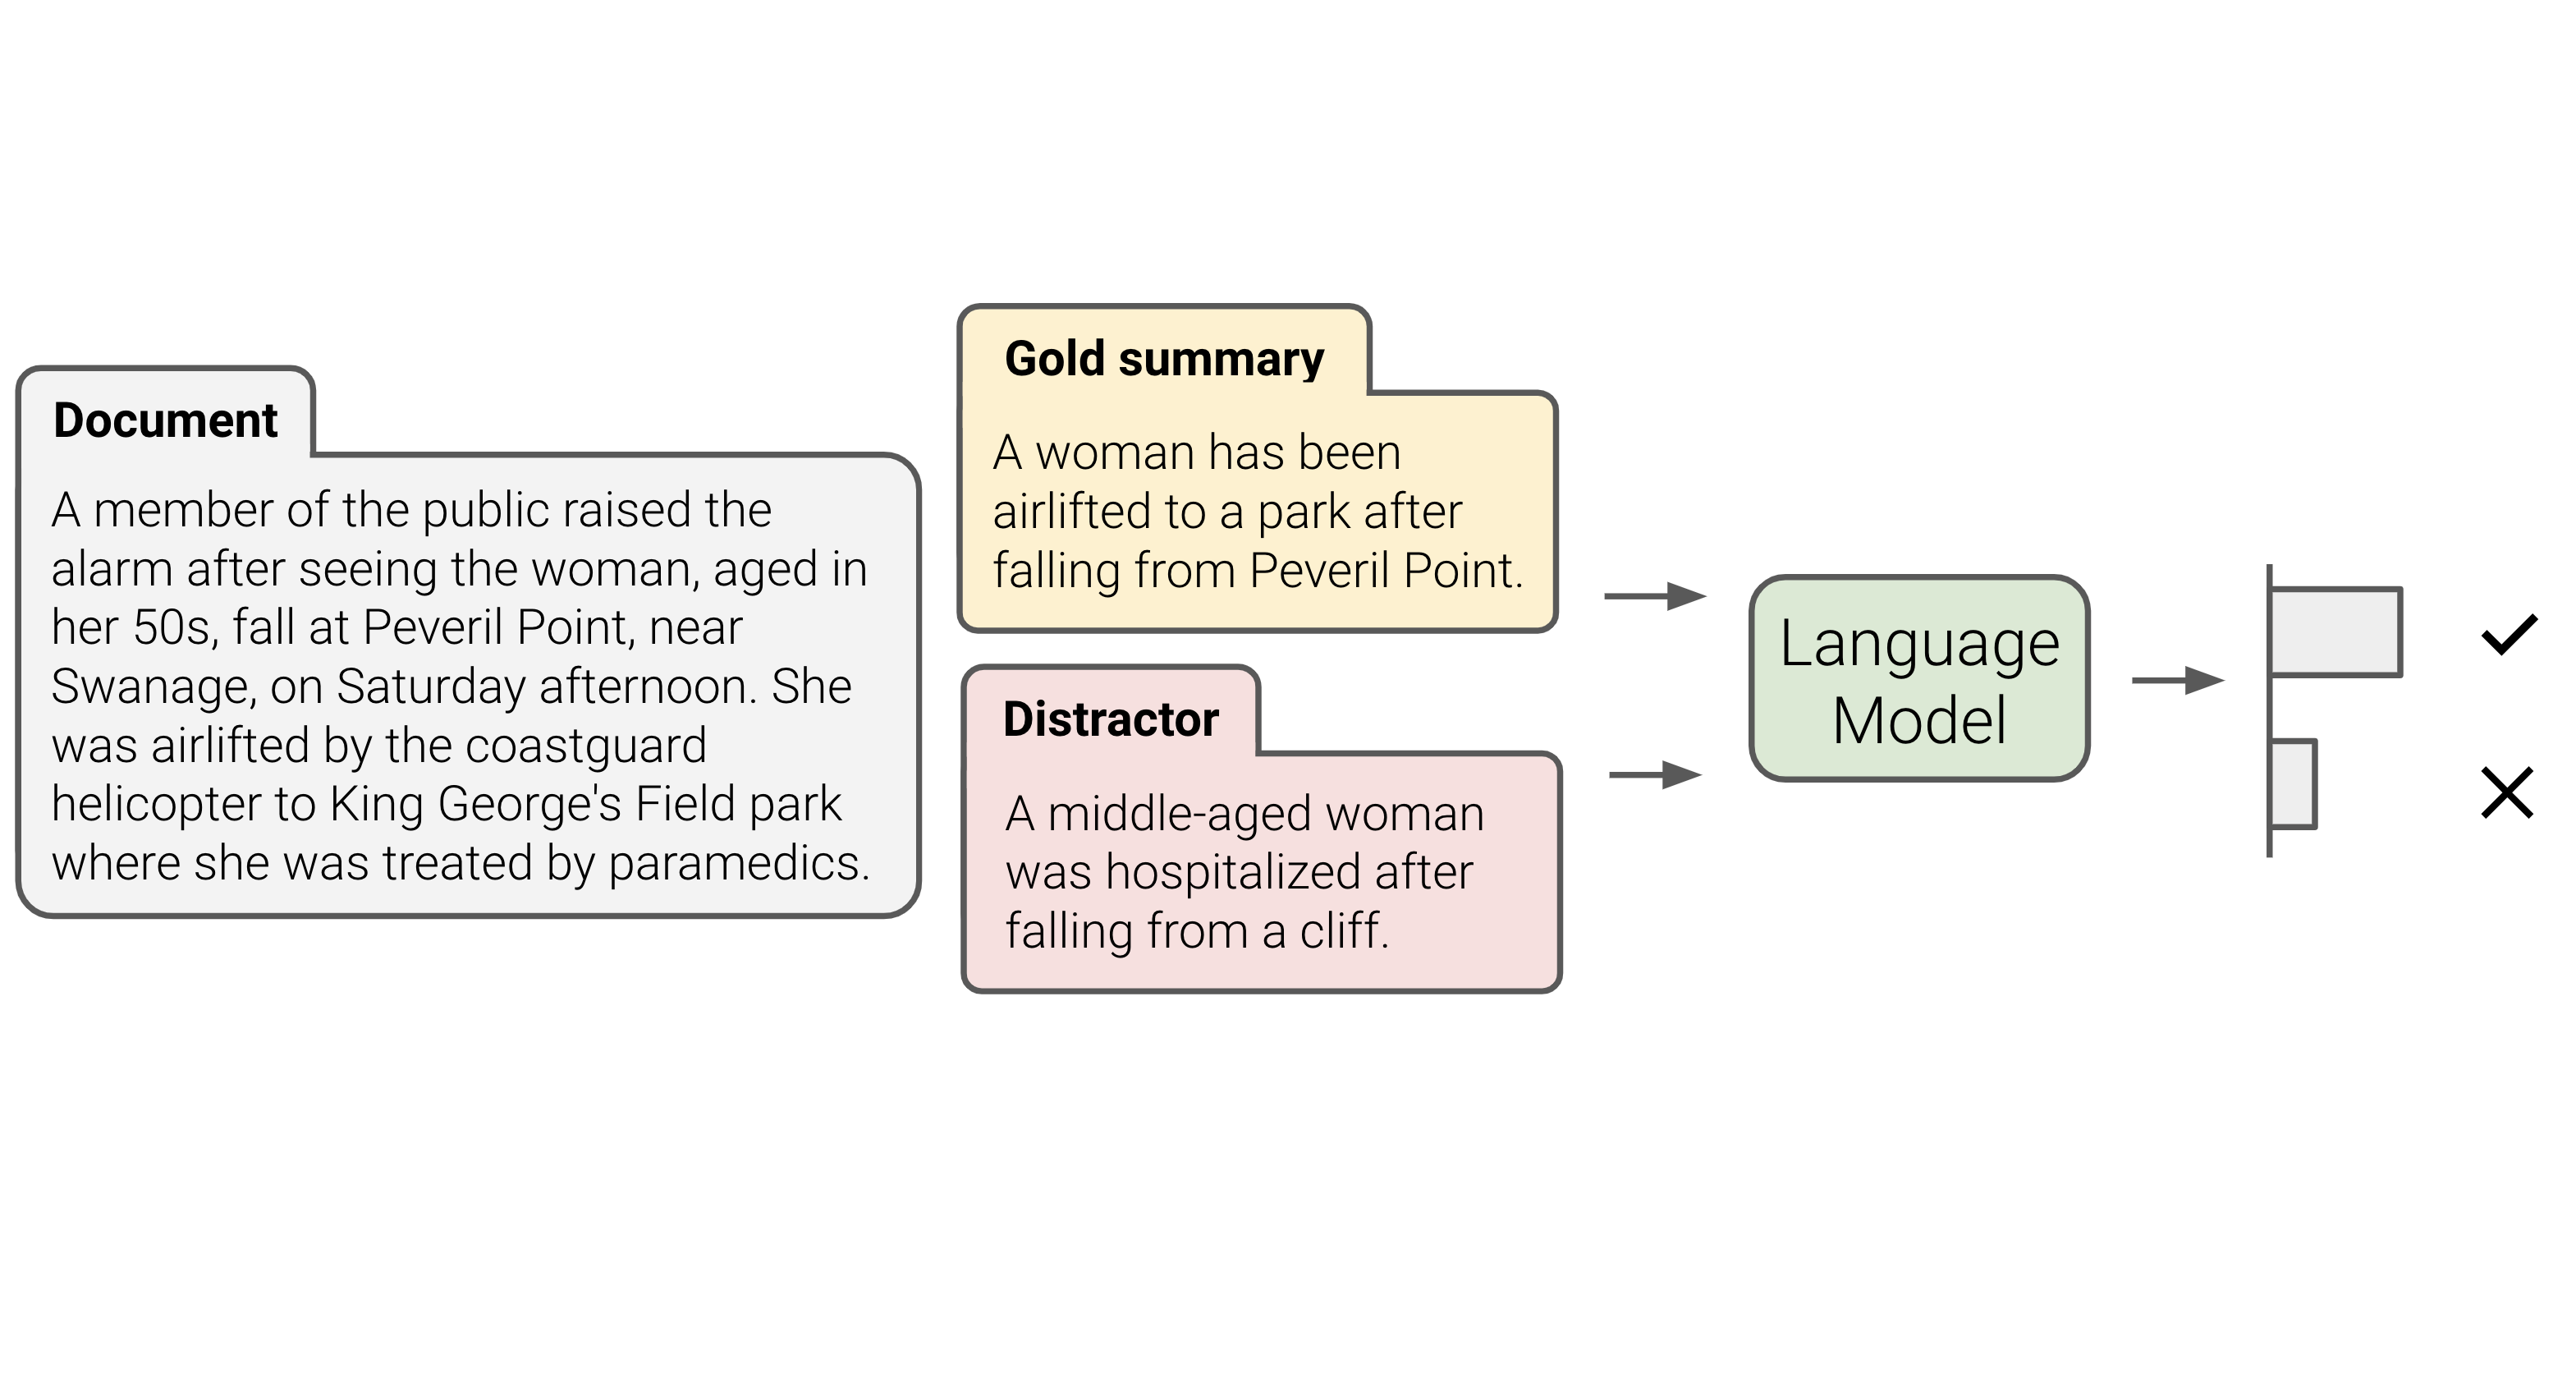 Document
A member of the public raised the
alarm after seeing the woman, aged in
her 50s, fall at Peveril Point, near
Swanage, on Saturday afternoon. She
was airlifted by the coastguard
helicopter to King George's Field park
where she was treated by paramedics.
Gold summary
A woman has been
airlifted to a park after
falling from Peveril Point.
Distractor
A middle-aged woman
was hospitalized after
falling from a cliff.
Language
Model